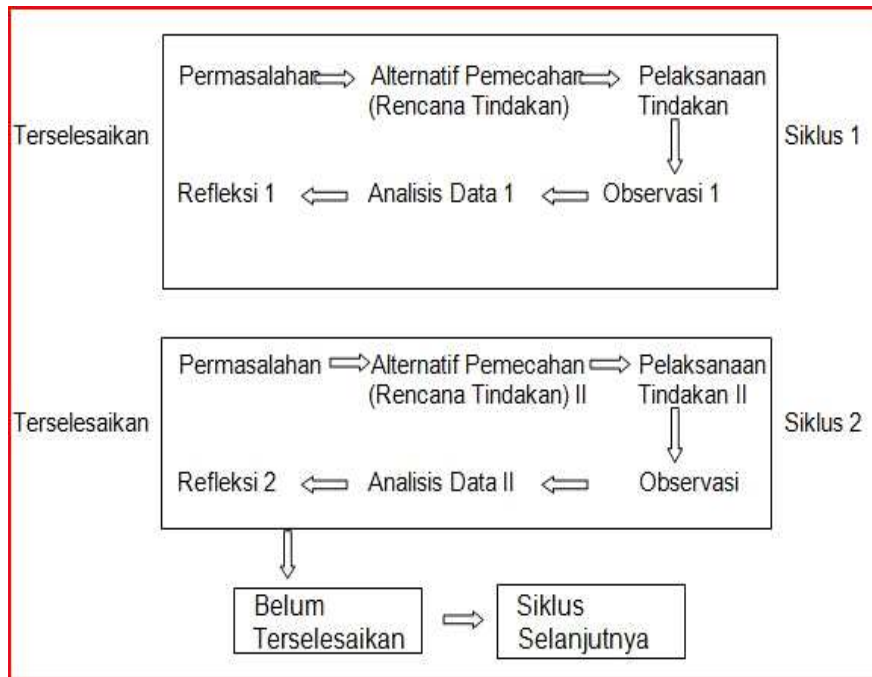 Permasalahan Alternatif Pemecahan Pelaksanaan
(Rencana Tindakan) Tindakan
Terselesaikan Siklus 1
Refleksi 1 Analisis Data 1 Observasi 1
Permasalahan Alternatif Pemecahan Pelaksanaan
(Rencana Tindakan) II Tindakan II
Terselesaikan Siklus 2
Refleksi 2 Analisis Data II Observasi
Belum Siklus
Terselesaikan Selanjutnya